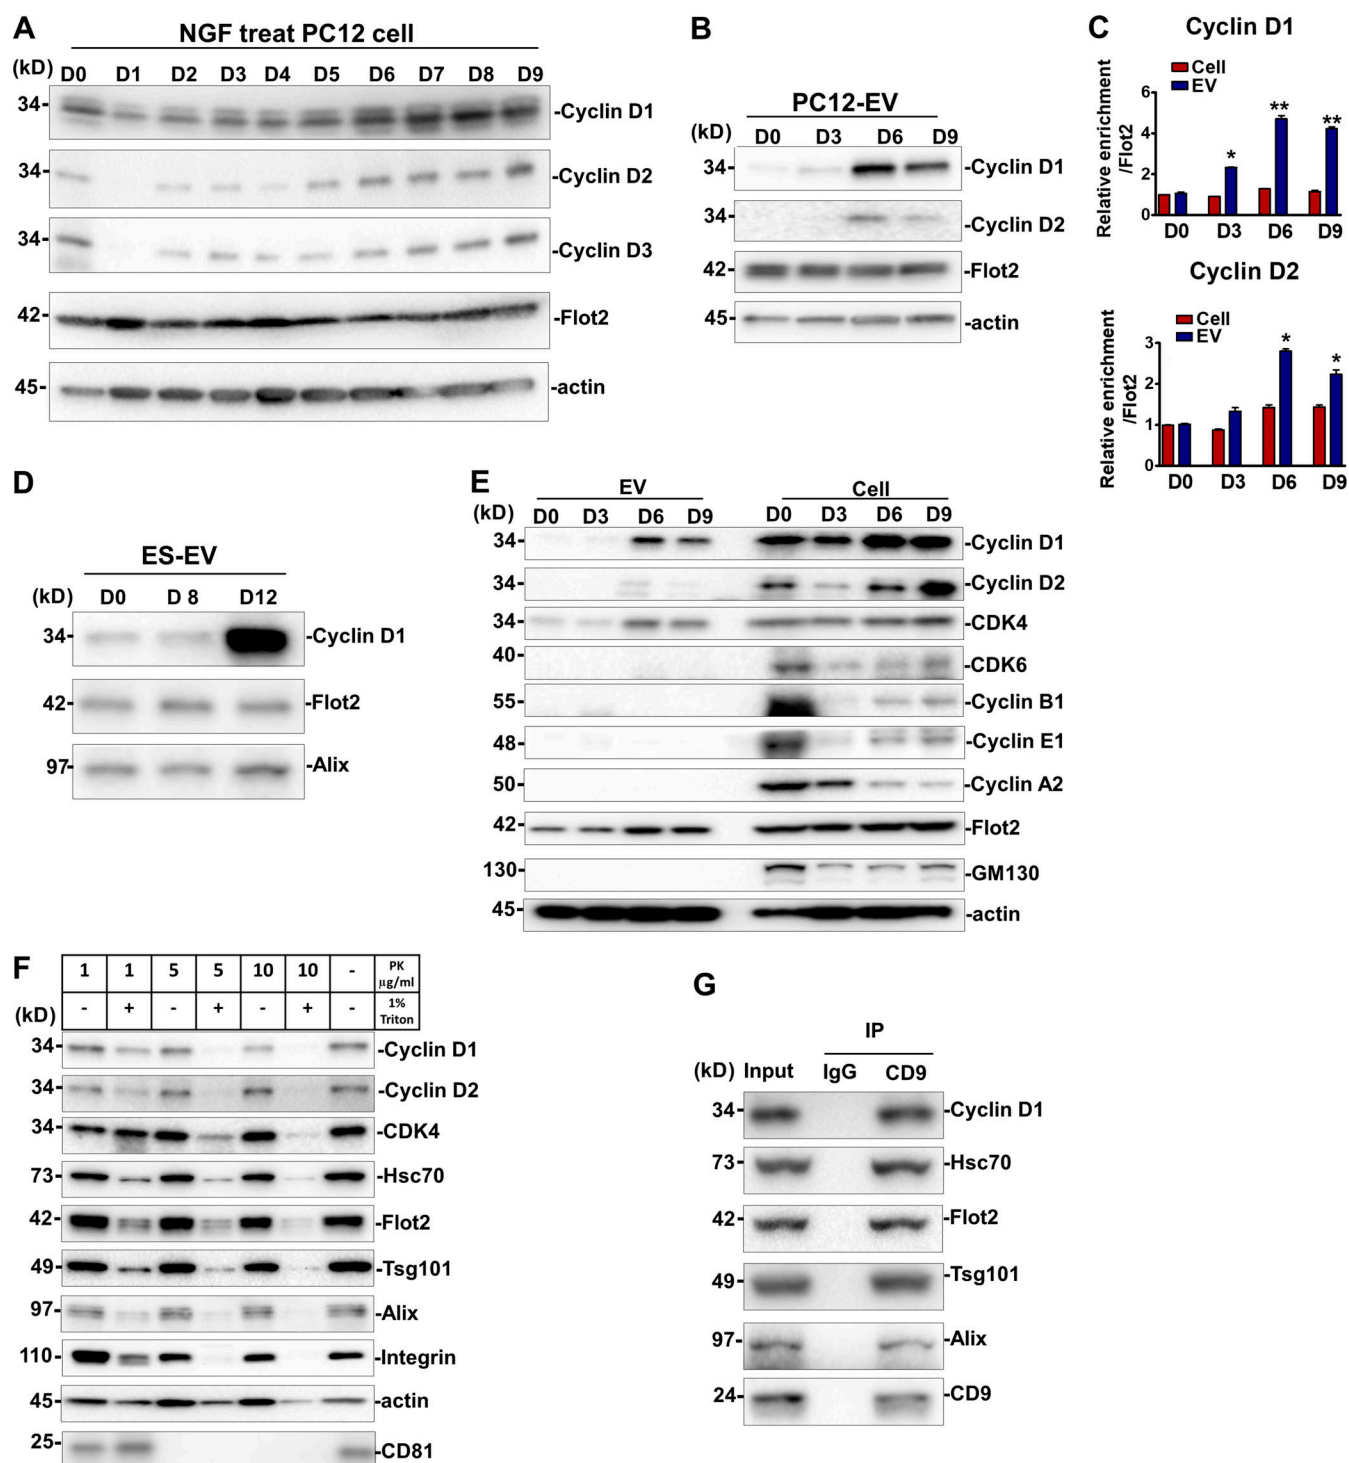 A
NGF treat PC12 cell
(kD) D0 D1 D2 D3 D4 D5 D6 D7 D8 D9
34- -Cyclin D1
34- -Cyclin D2
34- -Cyclin D3
42- -Flot2
45- -actin
B
PC12-EV
(kD) D0 D3 D6 D9
34- -Cyclin D1
34- -Cyclin D2
42- -Flot2
45- -actin
C
Cyclin D1
Cell
EV
Relative enrichment
/Flot2
6
4
2
0
* ** **
D0 D3 D6 D9
Cyclin D2
Cell
EV
Relative enrichment
/Flot2
3
2
1
0
* *
D0 D3 D6 D9
D
ES-EV
(kD) D0 D 8 D12
34- -Cyclin D1
42- -Flot2
97- -Alix
E
EV Cell
(kD) D0 D3 D6 D9 D0 D3 D6 D9
34- -Cyclin D1
34- -Cyclin D2
34- -CDK4
40- -CDK6
55- -Cyclin B1
48- -Cyclin E1
50- -Cyclin A2
42- -Flot2
130- -GM130
45- -actin
F
1 1 5 5 10 10 - PK
μg/ml
- + - + - + - 1%
Triton
(kD)
34- -Cyclin D1
34- -Cyclin D2
34- -CDK4
73- -Hsc70
42- -Flot2
49- -Tsg101
97- -Alix
110- -Integrin
45- -actin
25- -CD81
G
IP
(kD) Input IgG CD9
34- -Cyclin D1
73- -Hsc70
42- -Flot2
49- -Tsg101
97- -Alix
24- -CD9